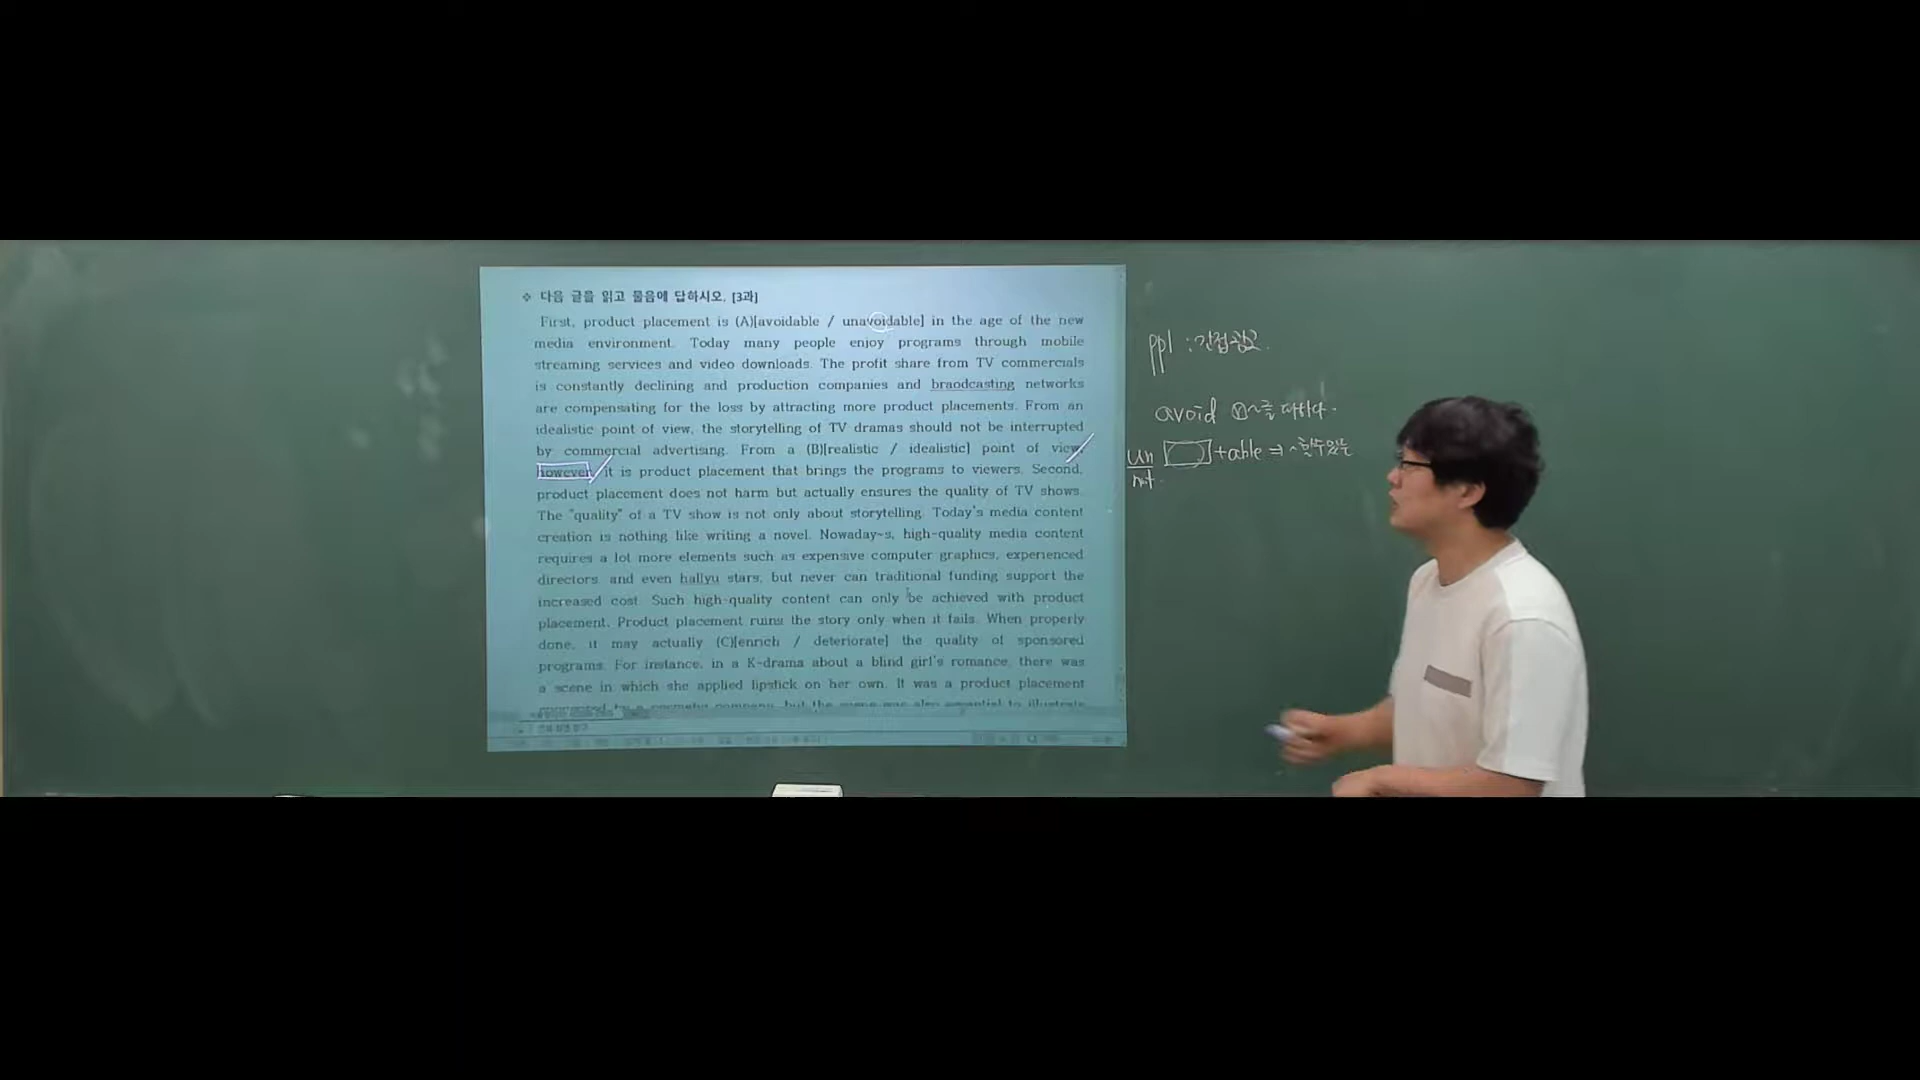 ❖ 다음 글을 읽고 물음에 답하시오. [3과]
First, product placement is (A)[avoidable / unavoidable] in the age of the new
media environment. Today many people enjoy programs through mobile
streaming services and video downloads. The profit share from TV commercials
is constantly declining and production companies and braodcasting networks
are compensating for the loss by attracting more product placements. From an
idealistic point of view, the storytelling of TV dramas should not be interrupted
by commercial advertising. From a (B)[realistic / idealistic] point of view,
however, it is product placement that brings the programs to viewers. Second,
product placement does not harm but actually ensures the quality of TV shows.
The "quality" of a TV show is not only about storytelling. Today's media content
creation is nothing like writing a novel. Nowaday~s, high-quality media content
requires a lot more elements such as expensive computer graphics, experienced
directors, and even hallyu stars, but never can traditional funding support the
increased cost. Such high-quality content can only be achieved with product
placement. Product placement ruins the story only when it fails. When properly
done, it may actually (C)[enrich / deteriorate] the quality of sponsored
programs. For instance, in a K-drama about a blind girl's romance, there was
a scene in which she applied lipstick on her own. It was a product placement
but the scene was also essential to illustrate
ppl : 간접광고.
avoid ⓥ ~를 피하다.
un +able ⇒ ~할수있는
not.